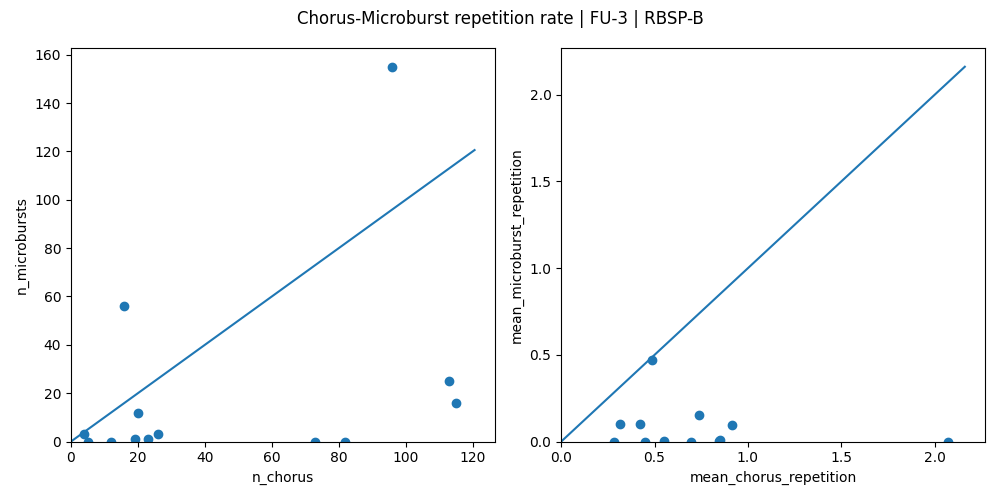 Chorus-Microburst repetition rate | FU-3 | RBSP-B
160
140
120
100
80
60
40
20
0
n_microbursts
0 20 40 60 80 100 120
n_chorus
2.0
1.5
1.0
0.5
0.0
mean_microburst_repetition
0.0 0.5 1.0 1.5 2.0
mean_chorus_repetition